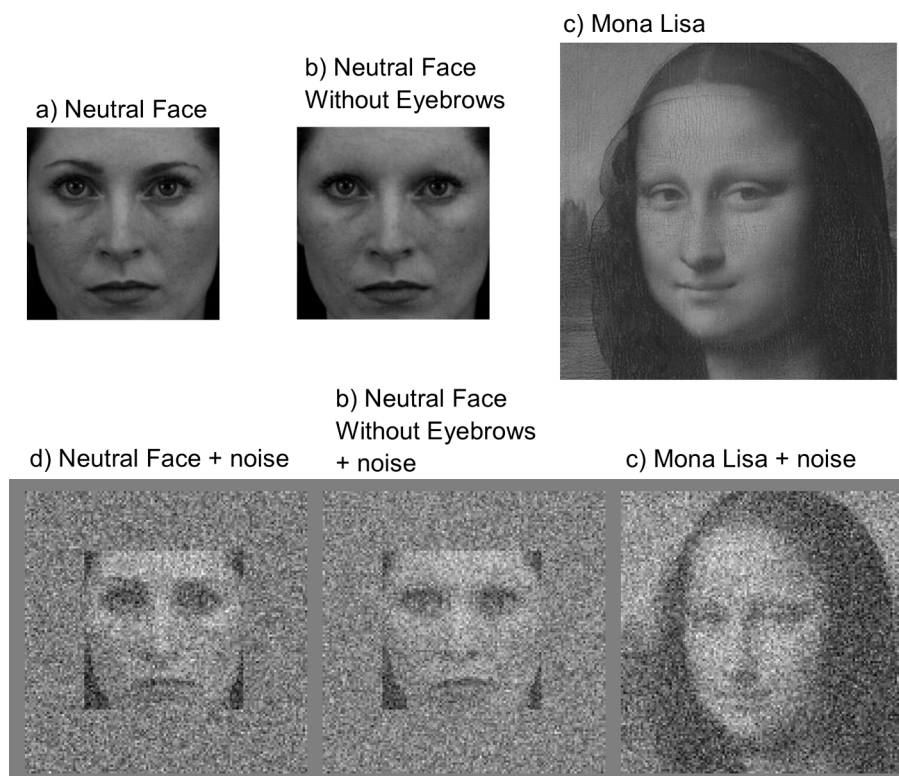 c) Mona Lisa
b) Neutral Face
Without Eyebrows
a) Neutral Face
b) Neutral Face
Without Eyebrows
+ noise
d) Neutral Face + noise
c) Mona Lisa + noise